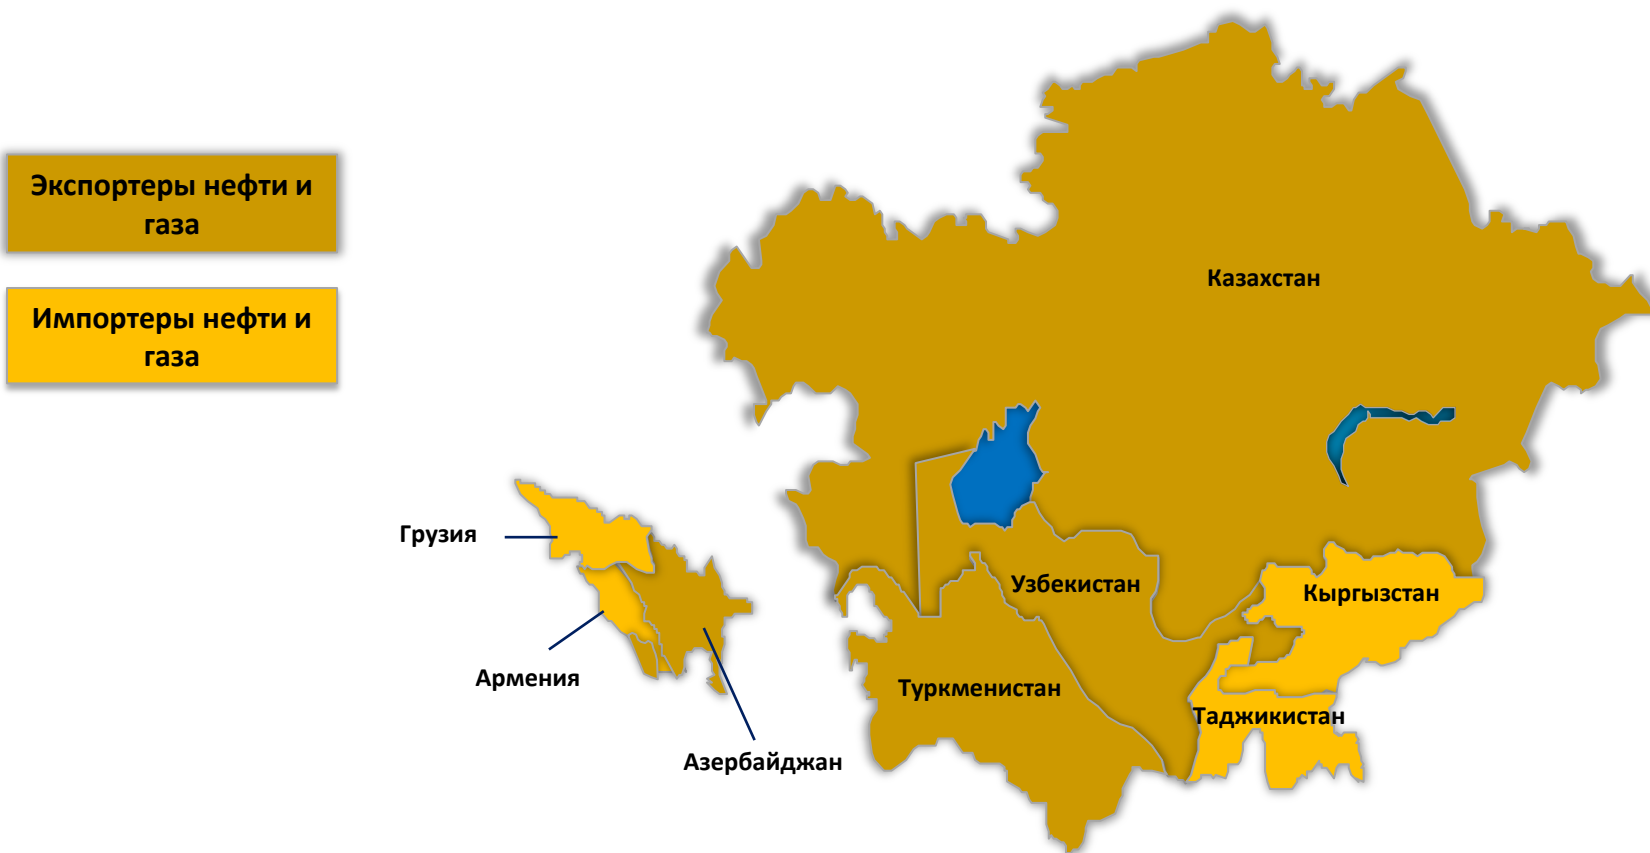 Экспортеры нефти и
газа
Импортеры нефти и
газа
Казахстан
Грузия
Узбекистан
Кыргызстан
Армения
Туркменистан
Таджикистан
Азербайджан